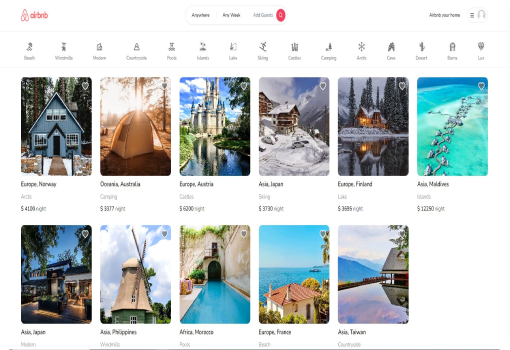 airbnb
Anywhere Any Week Add Guests
Airbnb your home
Beach Windmills Modern Countryside Pools Islands Lake Skiing Castles Camping Arctic Cave Desert Barns Lux
Europe, Norway
Arctic
$ 4109 night
Oceania, Australia
Camping
$ 3377 night
Europe, Austria
Castles
$ 6200 night
Asia, Japan
Skiing
$ 3730 night
Europe, Finland
Lake
$ 3655 night
Asia, Maldives
Islands
$ 12250 night
Asia, Japan
Modern
Asia, Philippines
Windmills
Africa, Morocco
Pools
Europe, France
Beach
Asia, Taiwan
Countryside